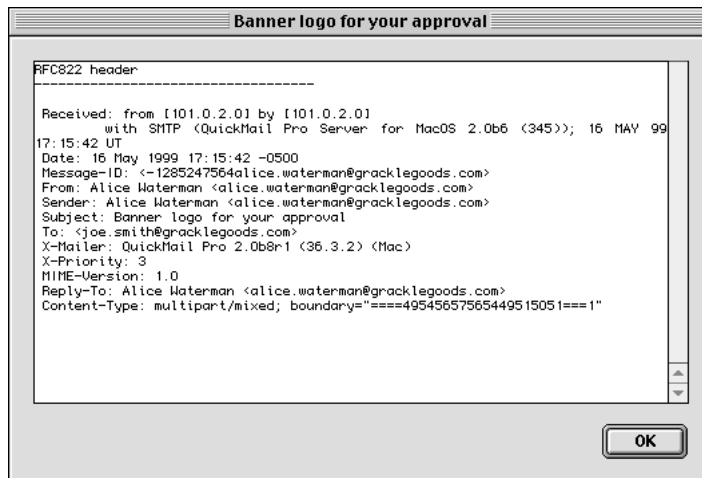 Banner logo for your approval
RFC822 header
-----------------------------------
Received: from [101.0.2.0] by [101.0.2.0]
with SMTP (QuickMail Pro Server for MacOS 2.0b6 (345)); 16 MAY 99
17:15:42 UT
Date: 16 May 1999 17:15:42 -0500
Message-ID: <-1285247564alice.waterman@gracklegoods.com>
From: Alice Waterman <alice.waterman@gracklegoods.com>
Sender: Alice Waterman <alice.waterman@gracklegoods.com>
Subject: Banner logo for your approval
To: <joe.smith@gracklegoods.com>
X-Mailer: QuickMail Pro 2.0b8r1 (36.3.2) (Mac)
X-Priority: 3
MIME-Version: 1.0
Reply-To: Alice Waterman <alice.waterman@gracklegoods.com>
Content-Type: multipart/mixed; boundary="====49545657565449515051===1"
OK